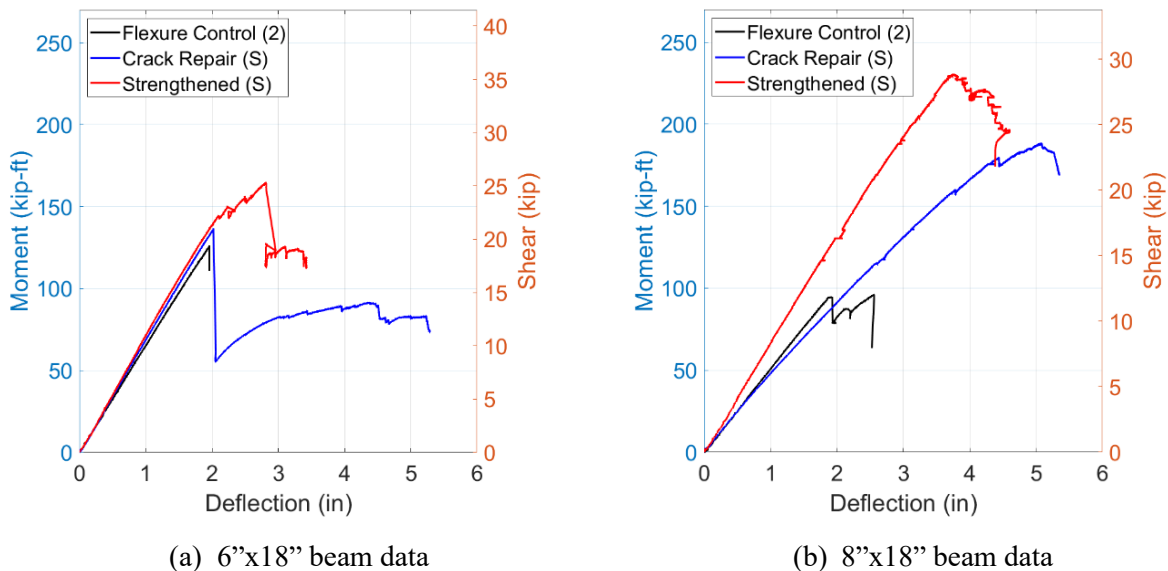 Flexure Control (2)
Crack Repair (S)
Strengthened (S)
250
200
150
100
50
0
Moment (kip-ft)
40
35
30
25
20
15
10
5
0
Shear (kip)
0 1 2 3 4 5 6
Deflection (in)
(a) 6”x18” beam data
Flexure Control (2)
Crack Repair (S)
Strengthened (S)
250
200
150
100
50
0
Moment (kip-ft)
30
25
20
15
10
5
0
Shear (kip)
0 1 2 3 4 5 6
Deflection (in)
(b) 8”x18” beam data